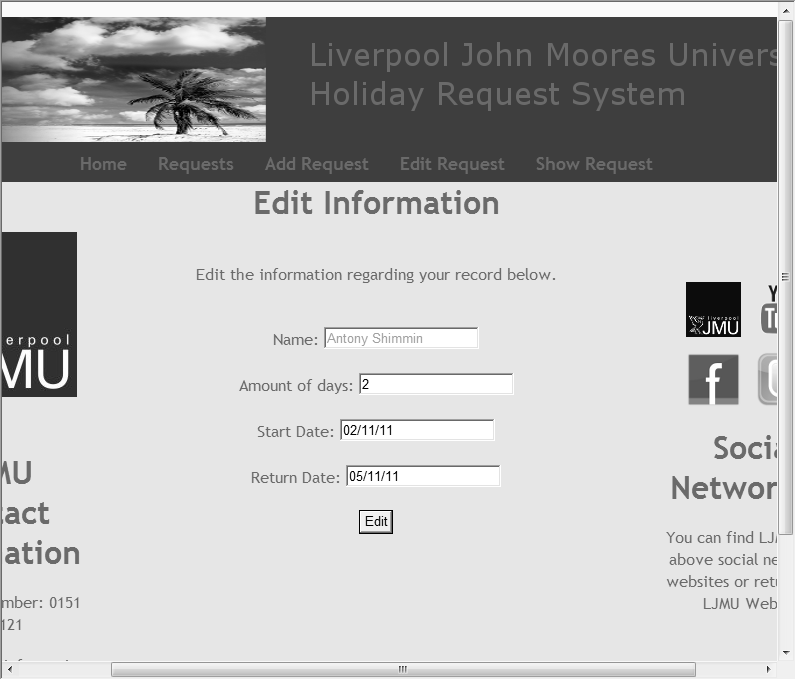 Liverpool John Moores Univers
Holiday Request System
Home Requests Add Request Edit Request Show Request
Edit Information
Edit the information regarding your record below.
Name: Antony Shimmin
Amount of days: 2
Start Date: 02/11/11
Return Date: 05/11/11
Edit
erpool
MU
MU
tact
ation
mber: 0151
121
liverpool
JMU
Y
Tu
f
Socia
Networ
You can find LJ
above social ne
websites or retu
LJMU Web